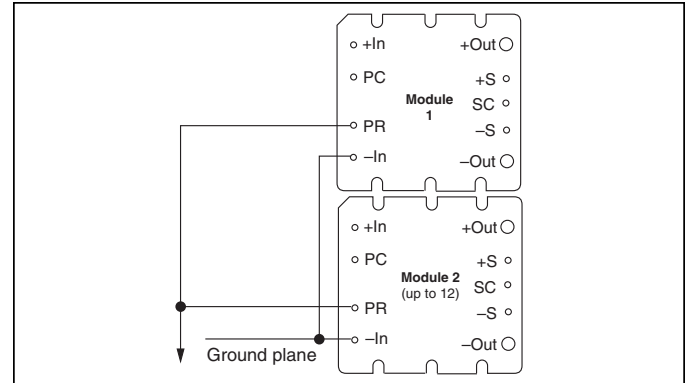 +In +Out
PC +S
Module
1
SC
PR –S
–In –Out
+In +Out
PC +S
Module 2
(up to 12)
SC
PR –S
–In –Out
Ground plane